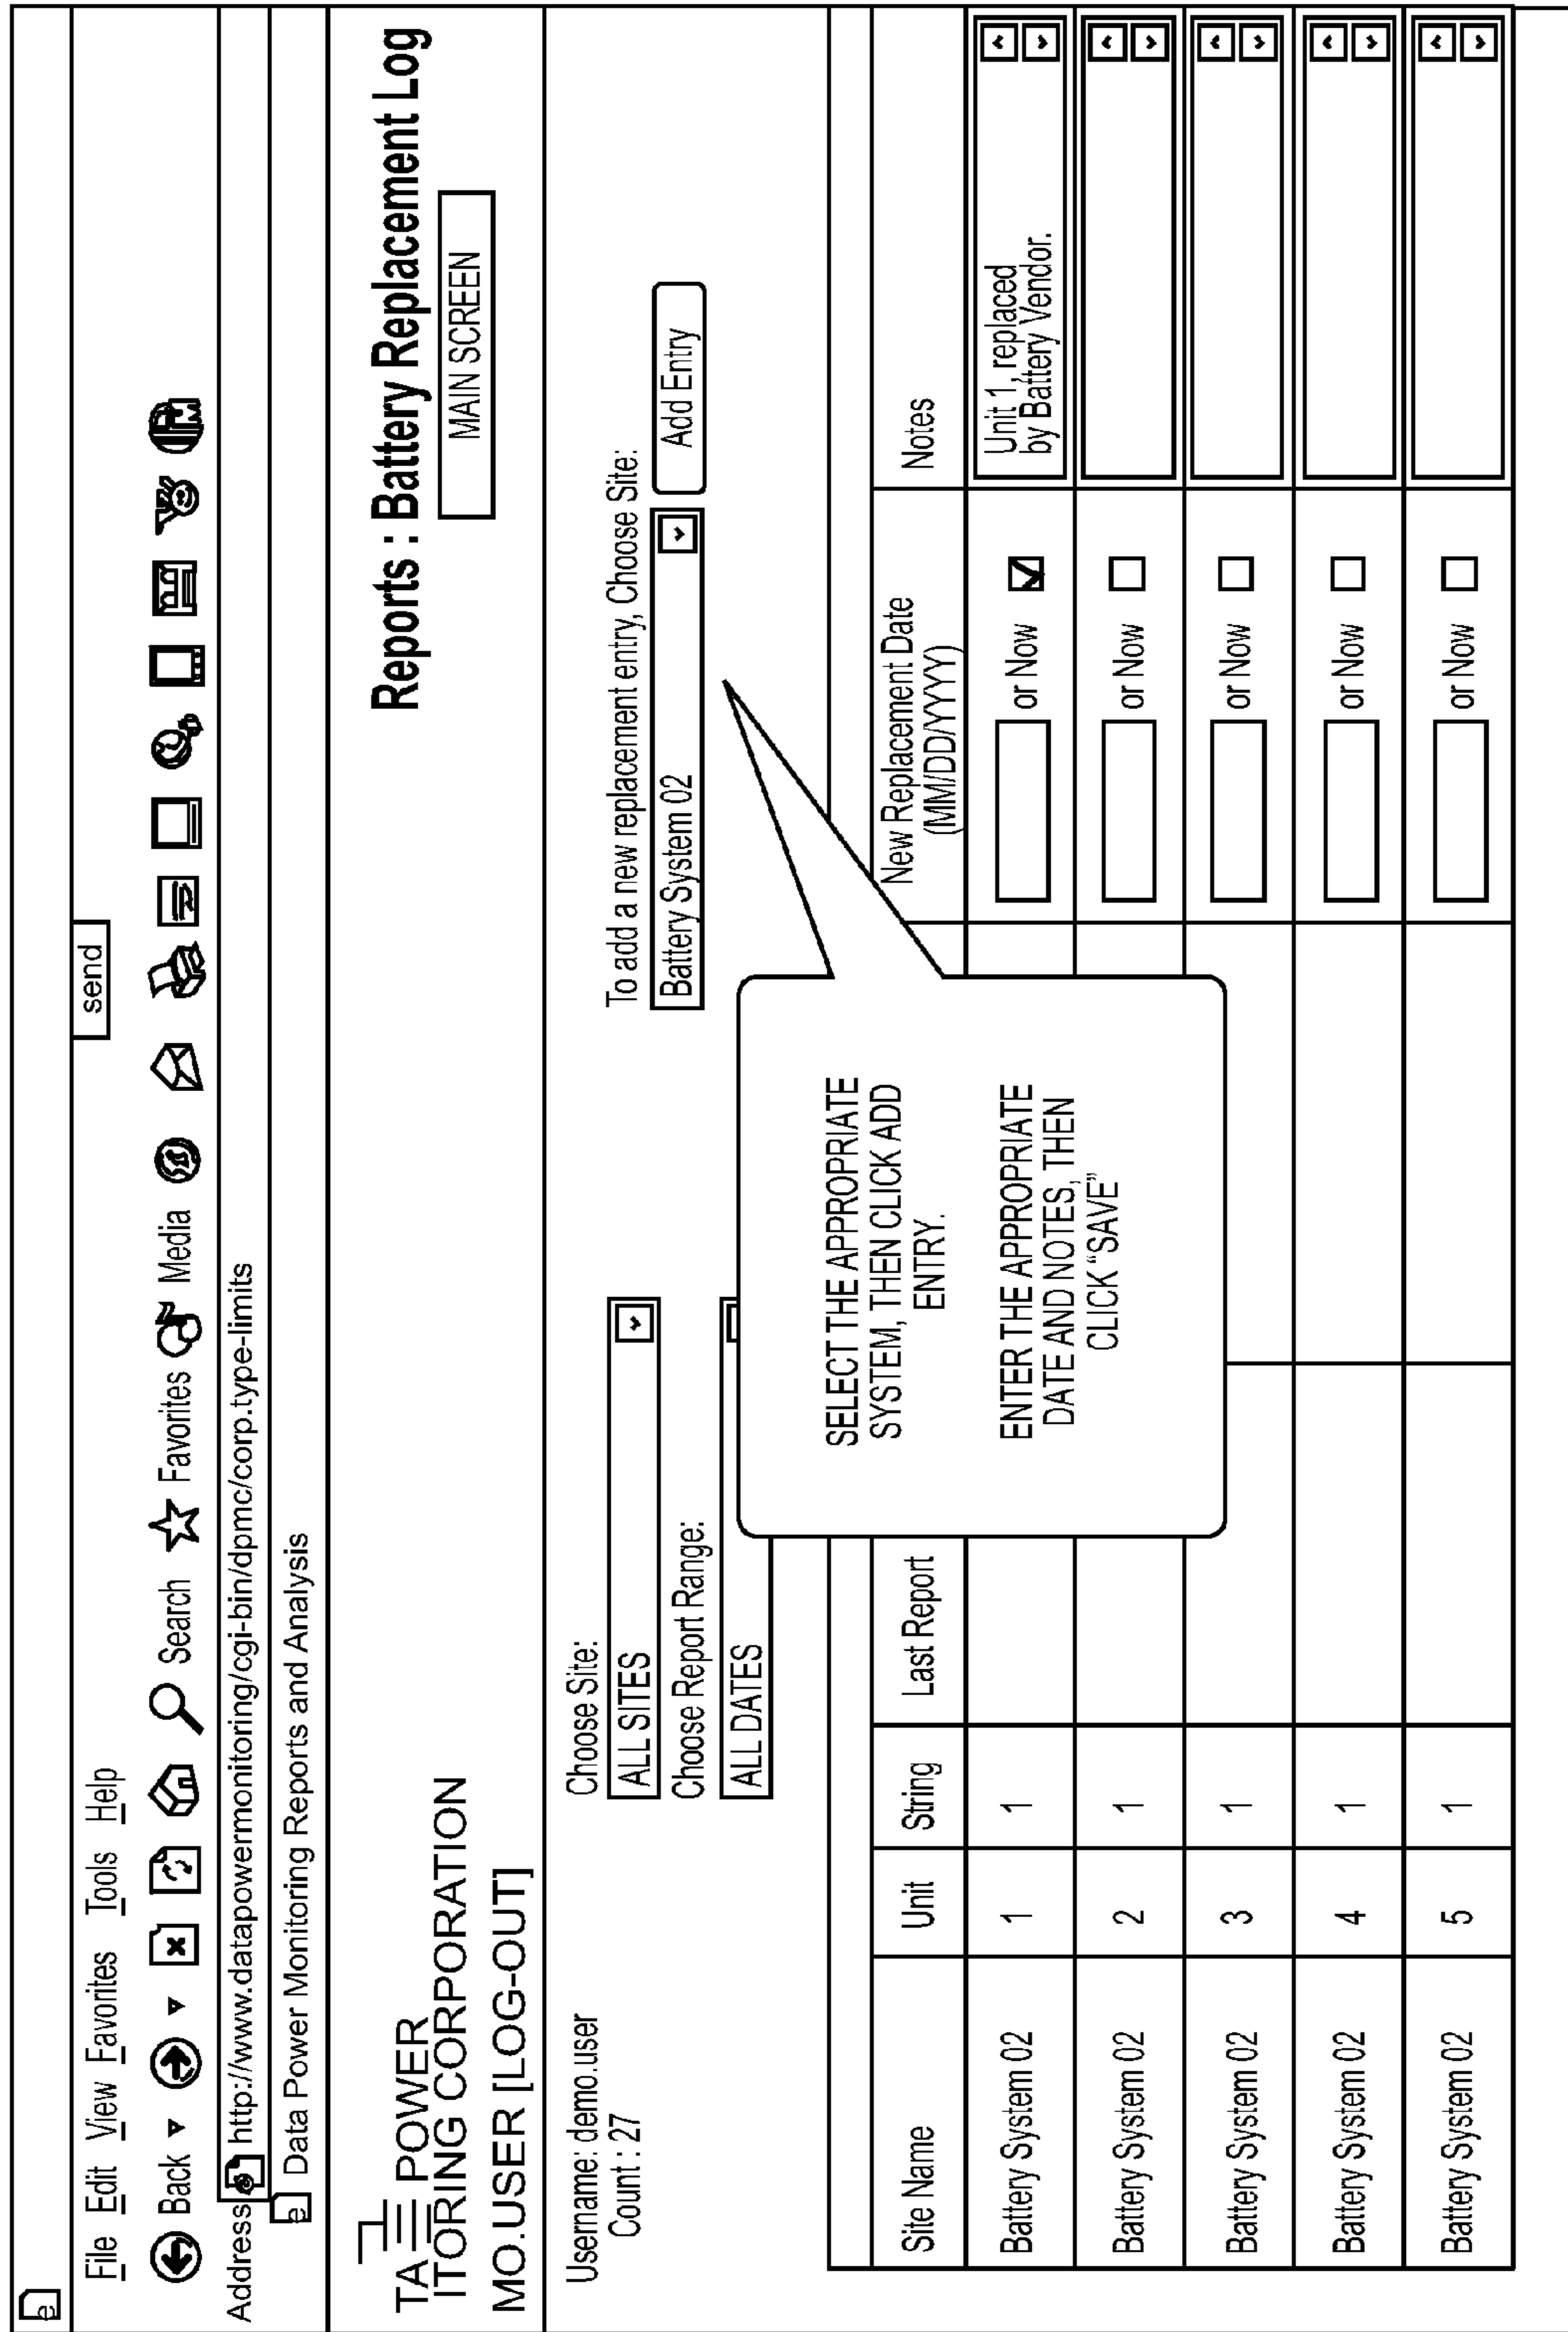 e
send
File Edit View Favorites Tools Help
Back Search Favorites Media
Address http://www.datapowermonitoring/cgi-bin/dpmc/corp.type-limits
e Data Power Monitoring Reports and Analysis
TA POWER
ITORING CORPORATION
MO.USER [LOG-OUT]
Reports : Battery Replacement Log
MAIN SCREEN
Username: demo.user
Count : 27
Choose Site:
ALL SITES
Choose Report Range:
ALL DATES
To add a new replacement entry, Choose Site:
Battery System 02 Add Entry
SELECT THE APPROPRIATE
SYSTEM, THEN CLICK ADD
ENTRY.
ENTER THE APPROPRIATE
DATE AND NOTES, THEN
CLICK “SAVE”
Site Name Unit String Last Report New Replacement Date (MM/DD/YYYY) Notes
Battery System 02 1 1 or Now Unit 1, replaced
by Battery Vendor.
Battery System 02 2 1 or Now
Battery System 02 3 1 or Now
Battery System 02 4 1 or Now
Battery System 02 5 1 or Now